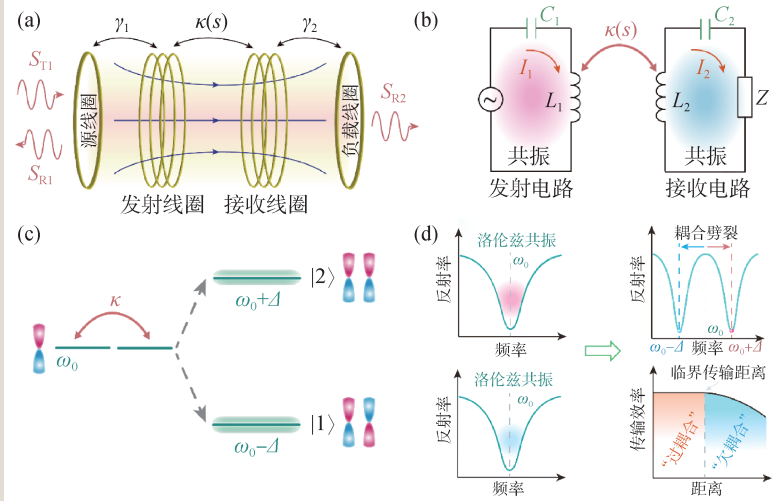 (a)
γ₁
κ(s)
γ₂
S_T1
S_R1
S_R2
源线圈
负载线圈
发射线圈
接收线圈
(b)
C₁
κ(s)
C₂
I₁
L₁
I₂
L₂
Z
共振
共振
发射电路
接收电路
(c)
κ
ω₀
ω₀+Δ
|2⟩
ω₀−Δ
|1⟩
(d)
洛伦兹共振
ω₀
反射率
频率
洛伦兹共振
ω₀
反射率
频率
耦合劈裂
反射率
ω₀
ω₀−Δ
频率
ω₀+Δ
临界传输距离
传输效率
“过耦合”
“欠耦合”
距离